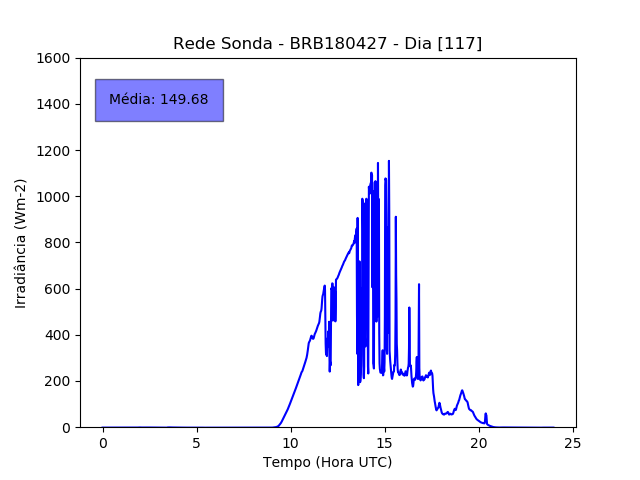 Rede Sonda - BRB180427 - Dia [117]
1600
1400
1200
1000
800
600
400
200
0
Média: 149.68
Irradiância (Wm-2)
0 5 10 15 20 25
Tempo (Hora UTC)